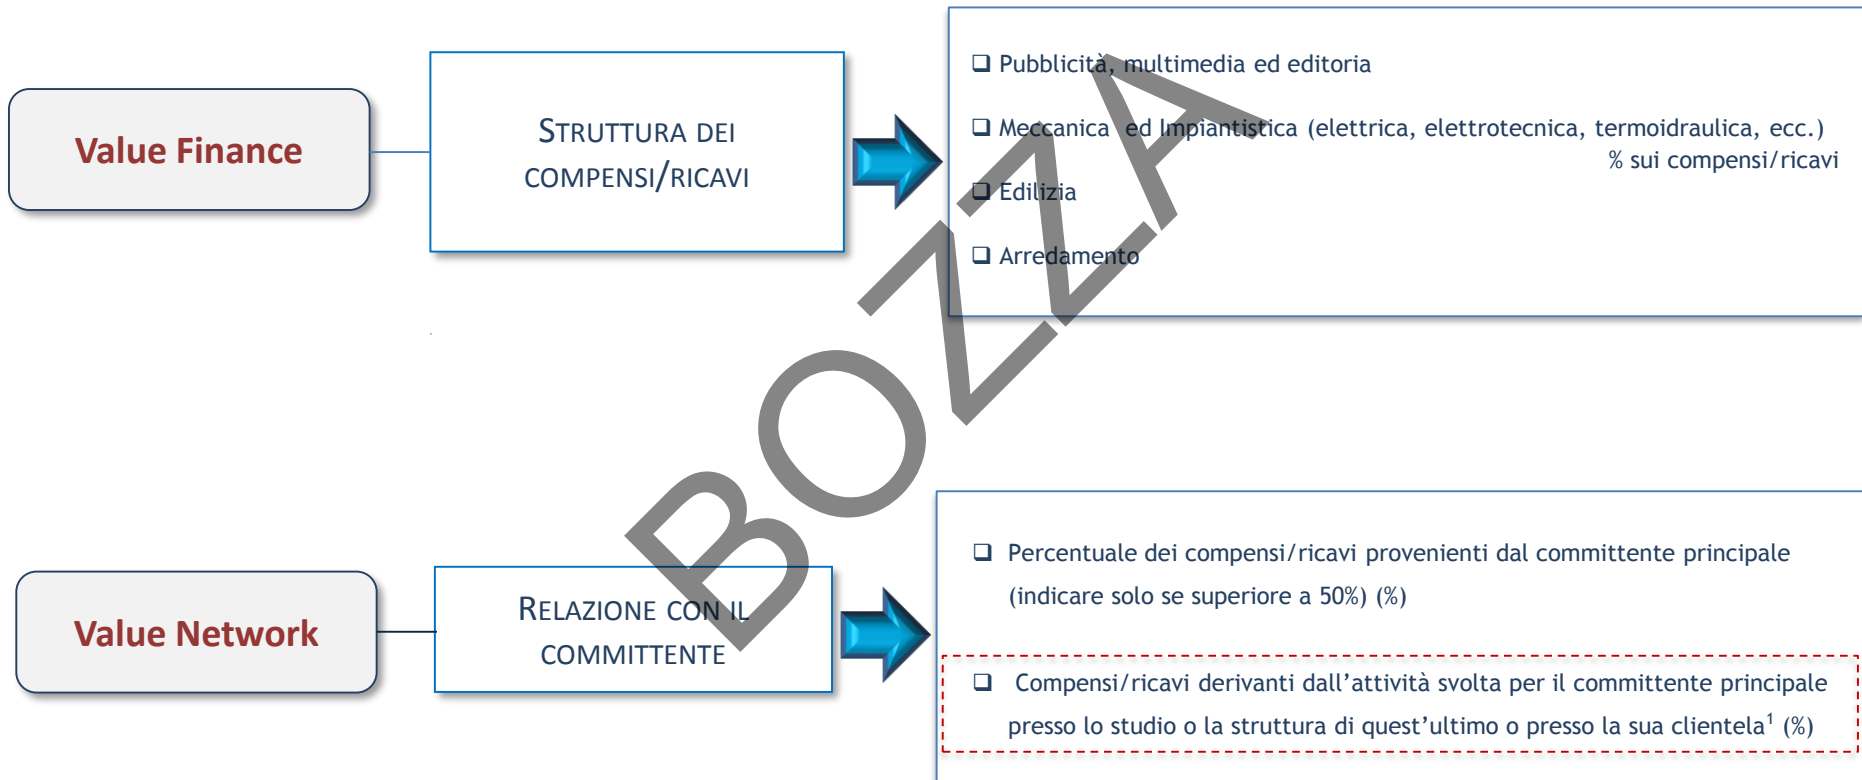 Value Finance
STRUTTURA DEI
COMPENSI/RICAVI
❑ Pubblicità, multimedia ed editoria
❑ Meccanica ed Impiantistica (elettrica, elettrotecnica, termoidraulica, ecc.)
% sui compensi/ricavi
❑ Edilizia
❑ Arredamento
BOZZA
Value Network
RELAZIONE CON IL
COMMITTENTE
❑ Percentuale dei compensi/ricavi provenienti dal committente principale
(indicare solo se superiore a 50%) (%)
❑ Compensi/ricavi derivanti dall’attività svolta per il committente principale
presso lo studio o la struttura di quest’ultimo o presso la sua clientela¹ (%)